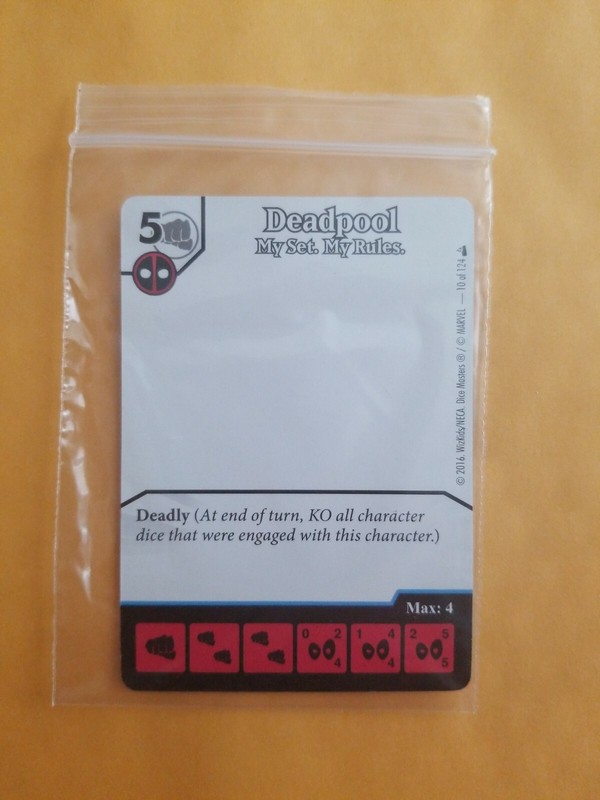 5
Deadpool
My Set. My Rules.
© 2016. WizKids/NECA. Dice Masters ® / © MARVEL — 10 of 124
Deadly (At end of turn, KO all character
dice that were engaged with this character.)
Max: 4
0 2 4
1 4 4
2 5 5